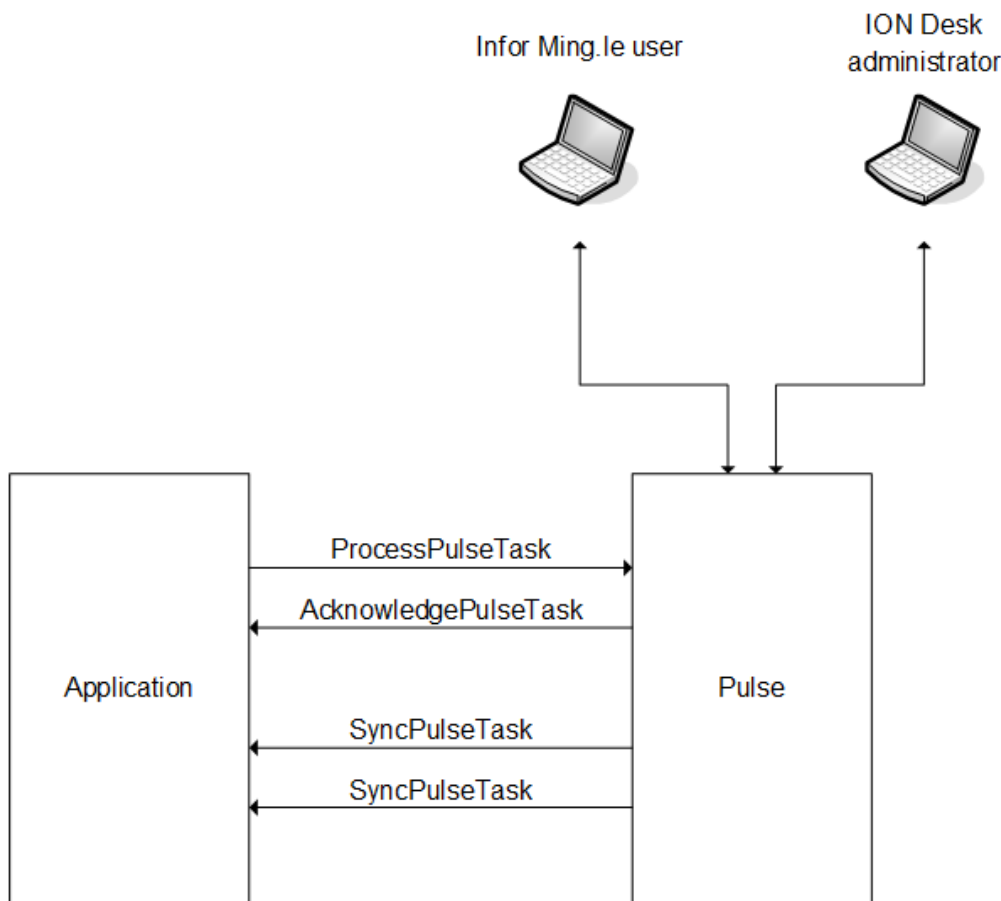 Infor Ming.le user
ION Desk
administrator
ProcessPulseTask
AcknowledgePulseTask
Application
Pulse
SyncPulseTask
SyncPulseTask